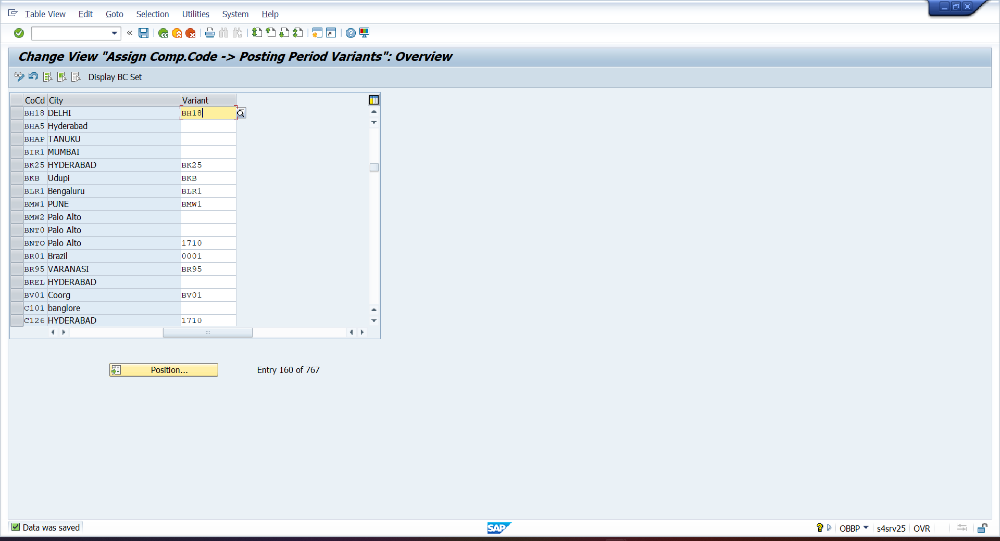 Table View Edit Goto Selection Utilities System Help
Change View "Assign Comp.Code -> Posting Period Variants": Overview
Display BC Set
CoCd City Variant
BH18 DELHI BH18
BHA5 Hyderabad
BHAP TANUKU
BIR1 MUMBAI
BK25 HYDERABAD BK25
BKB Udupi BKB
BLR1 Bengaluru BLR1
BMW1 PUNE BMW1
BMW2 Palo Alto
BNT0 Palo Alto
BNTO Palo Alto 1710
BR01 Brazil 0001
BR95 VARANASI BR95
BREL HYDERABAD
BV01 Coorg BV01
C101 banglore
C126 HYDERABAD 1710
Position... Entry 160 of 767
Data was saved SAP OBBP s4srv25 OVR